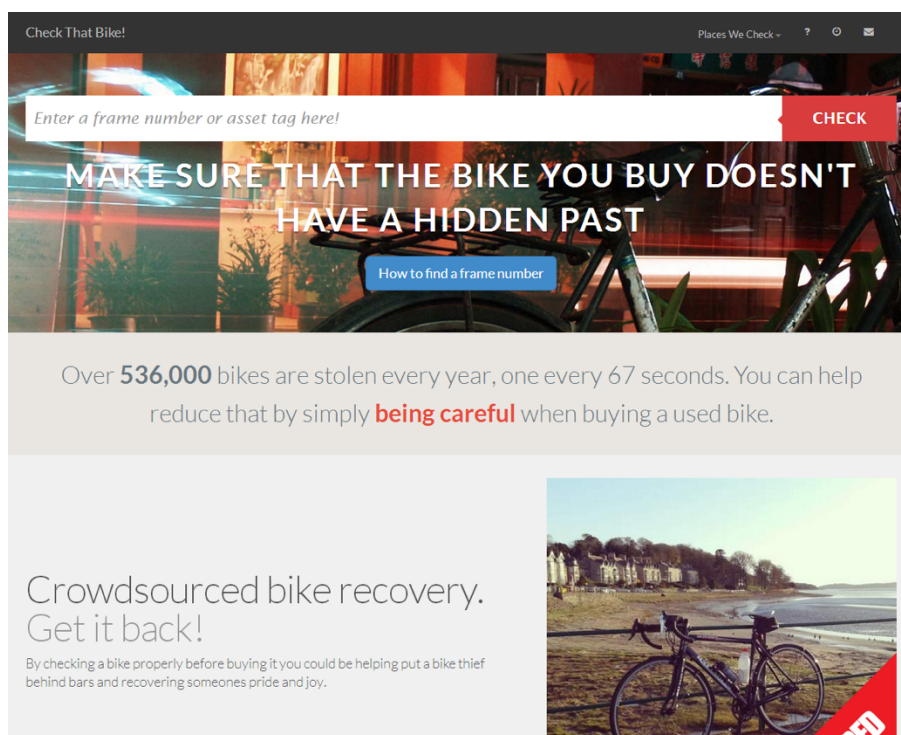 Check That Bike!
Places We Check
?
Enter a frame number or asset tag here!
CHECK
MAKE SURE THAT THE BIKE YOU BUY DOESN'T
HAVE A HIDDEN PAST
How to find a frame number
Over 536,000 bikes are stolen every year, one every 67 seconds. You can help
reduce that by simply being careful when buying a used bike.
Crowdsourced bike recovery.
Get it back!
By checking a bike properly before buying it you could be helping put a bike thief
behind bars and recovering someones pride and joy.